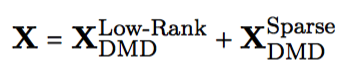 X = X_DMD^Low-Rank + X_DMD^Sparse